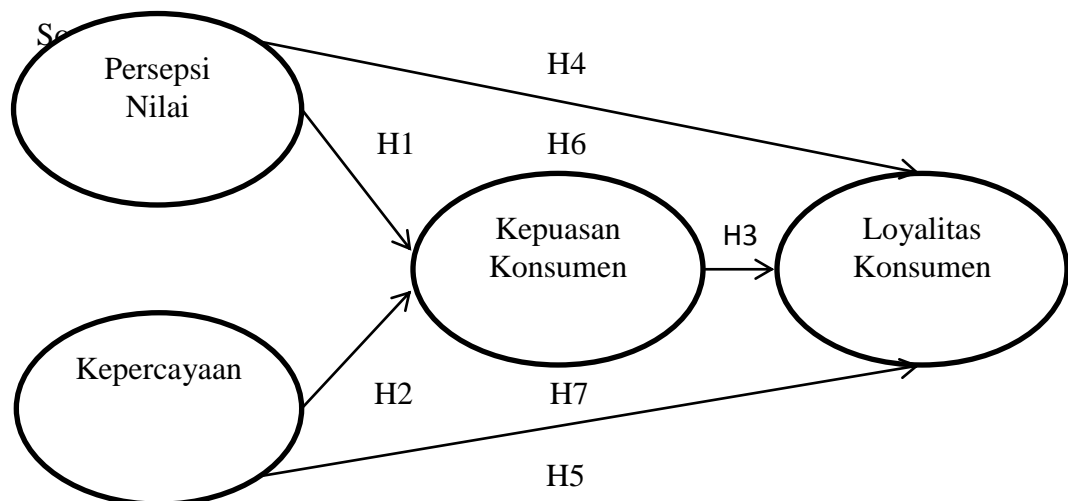 Persepsi
Nilai
H4
H1
H6
Kepuasan
Konsumen
H3
Loyalitas
Konsumen
Kepercayaan
H2
H7
H5